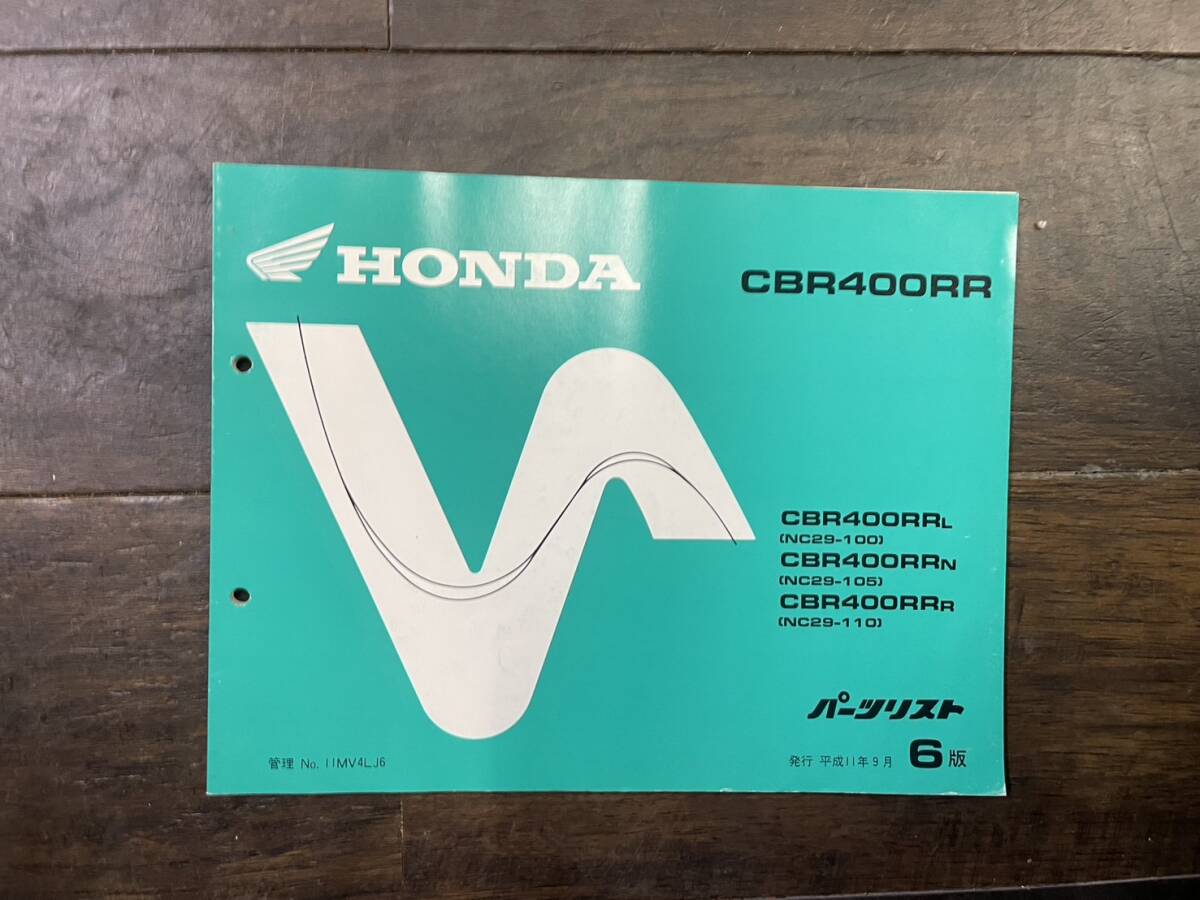 HONDA
CBR400RR
CBR400RRL
(NC29-100)
CBR400RRN
(NC29-105)
CBR400RRR
(NC29-110)
パーツリスト
管理 No. 11MV4LJ6
発行 平成11年9月 6版